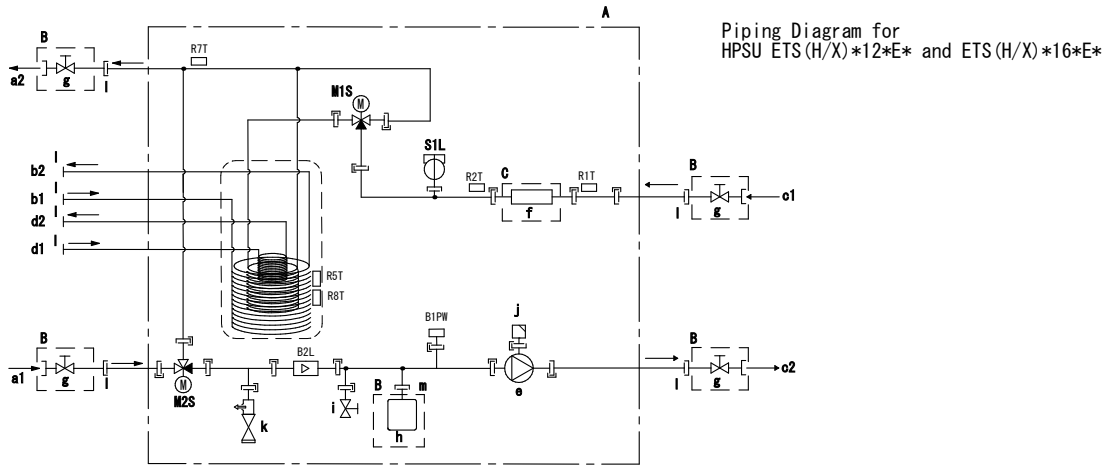 A
Piping Diagram for
HPSU ETS(H/X)*12*E* and ETS(H/X)*16*E*
B
R7T
a2
g
l
M1S
M
S1L
l
b2
C
B
R2T
R1T
l
b1
l
d2
f
l
g
c1
l
d1
R5T
R8T
j
B1PW
B
B
B2L
a1
g
l
l
g
c2
M
M2S
e
B
m
i
k
h